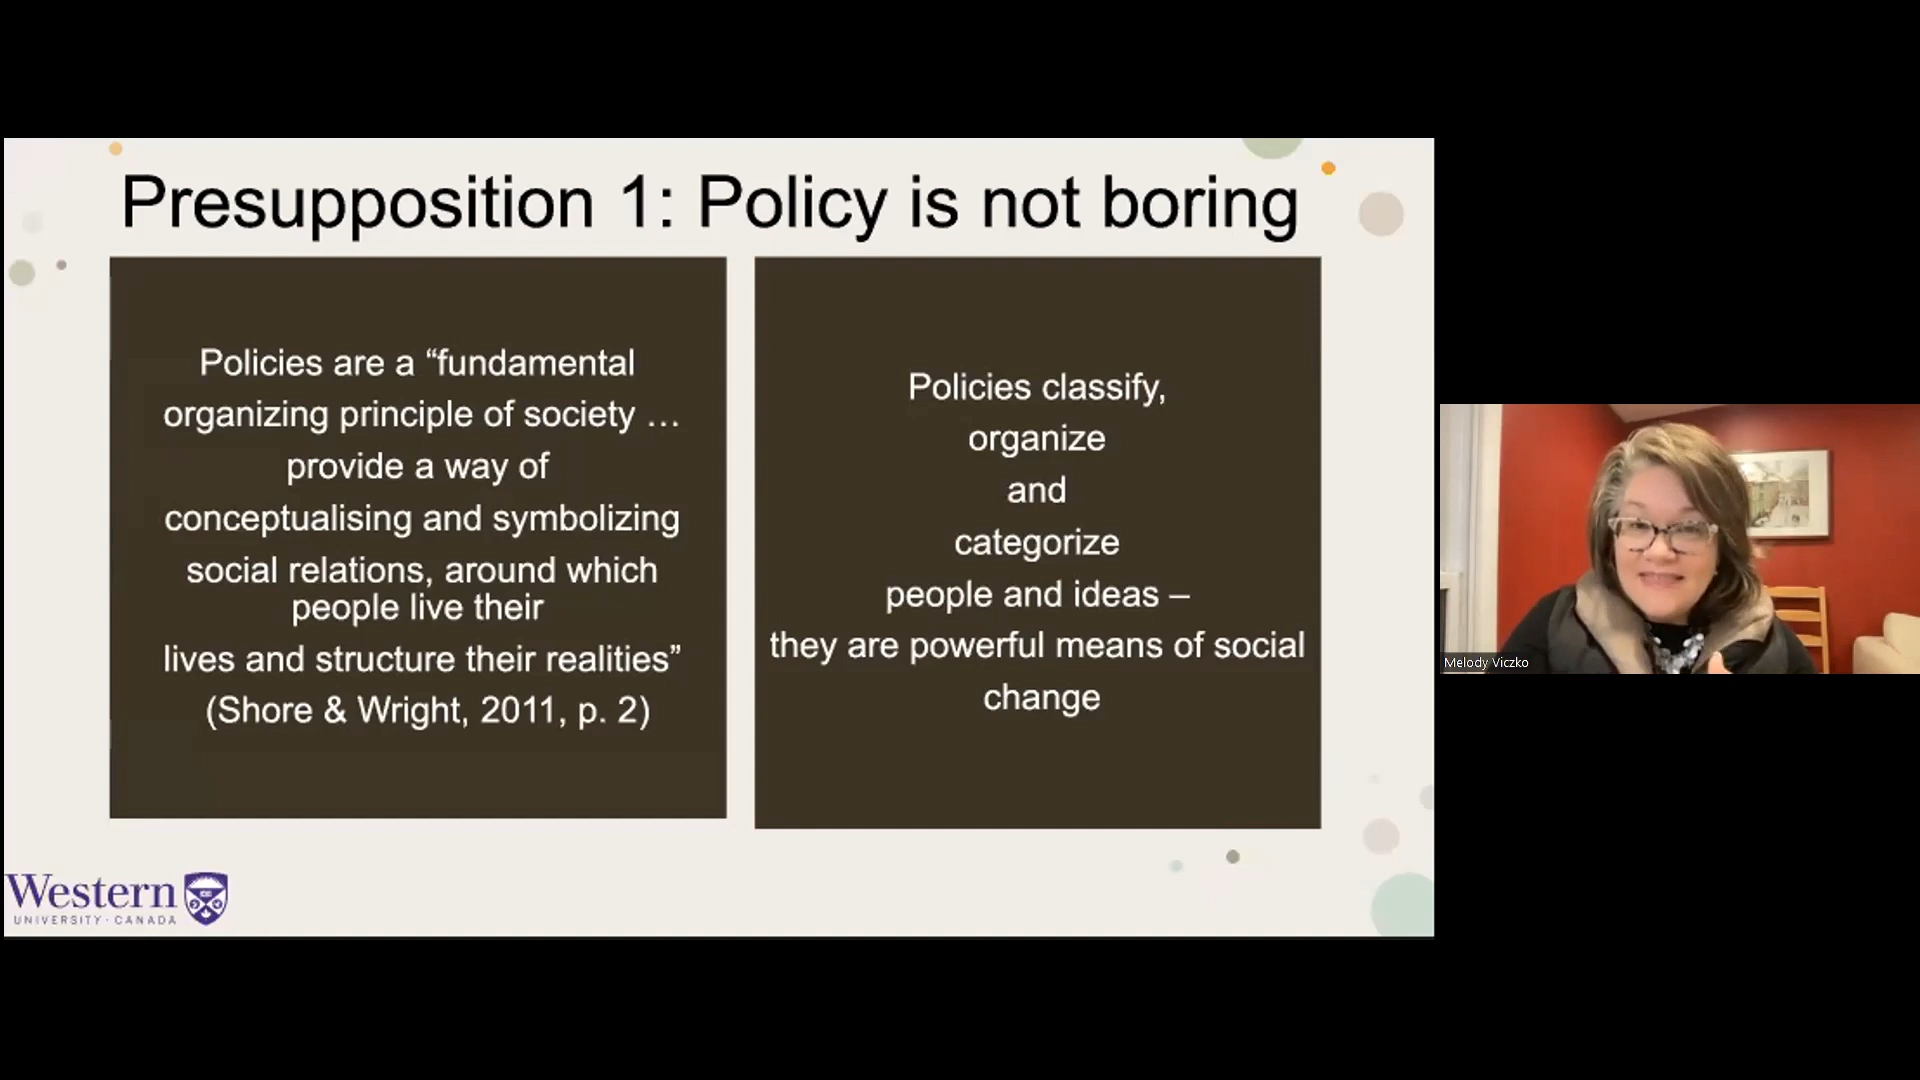 Presupposition 1: Policy is not boring
Policies are a “fundamental
organizing principle of society …
provide a way of
conceptualising and symbolizing
social relations, around which
people live their
lives and structure their realities”
(Shore & Wright, 2011, p. 2)
Policies classify,
organize
and
categorize
people and ideas –
they are powerful means of social
change
Melody Viczko
Western
UNIVERSITY · CANADA